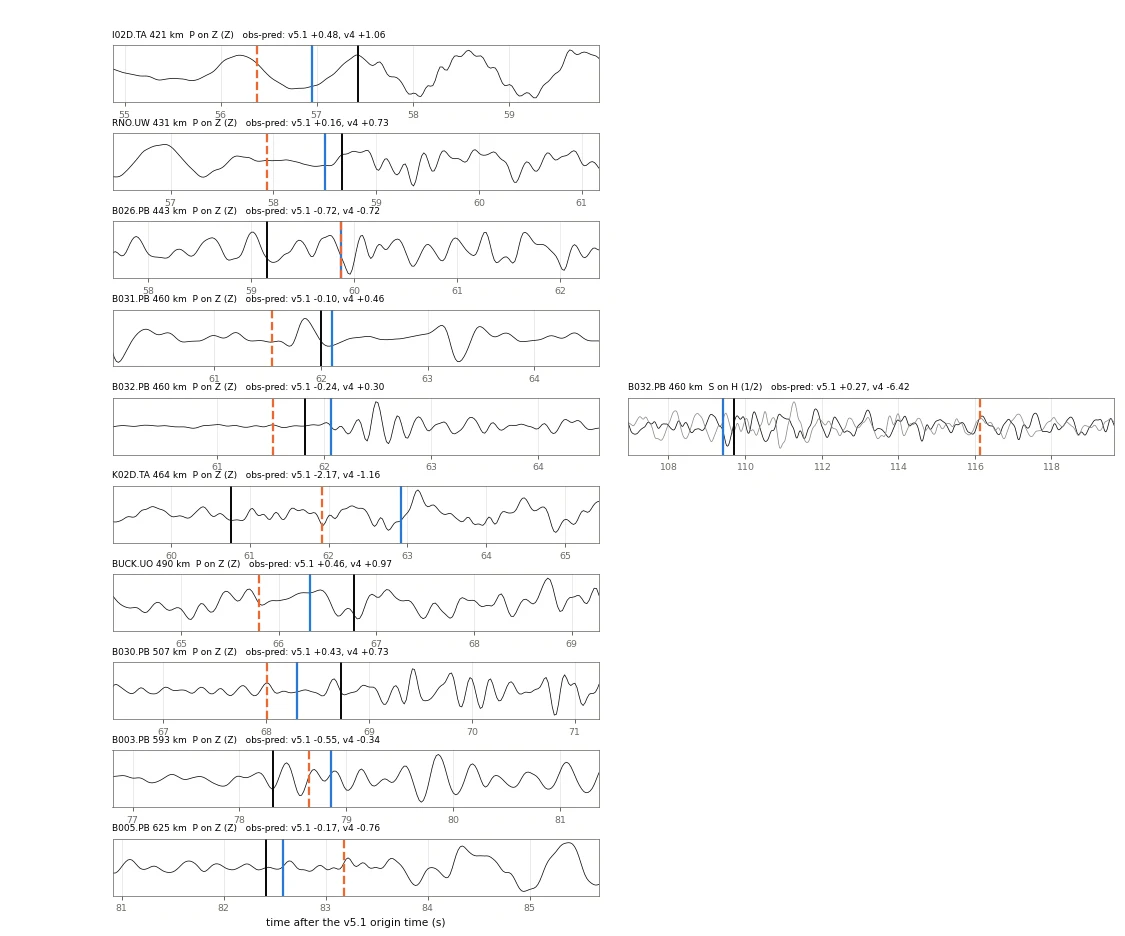 I02D.TA 421 km  P on Z (Z)   obs-pred: v5.1 +0.48, v4 +1.06
55 56 57 58 59
RNO.UW 431 km  P on Z (Z)   obs-pred: v5.1 +0.16, v4 +0.73
57 58 59 60 61
B026.PB 443 km  P on Z (Z)   obs-pred: v5.1 -0.72, v4 -0.72
58 59 60 61 62
B031.PB 460 km  P on Z (Z)   obs-pred: v5.1 -0.10, v4 +0.46
61 62 63 64
B032.PB 460 km  P on Z (Z)   obs-pred: v5.1 -0.24, v4 +0.30
61 62 63 64
B032.PB 460 km  S on H (1/2)   obs-pred: v5.1 +0.27, v4 -6.42
108 110 112 114 116 118
K02D.TA 464 km  P on Z (Z)   obs-pred: v5.1 -2.17, v4 -1.16
60 61 62 63 64 65
BUCK.UO 490 km  P on Z (Z)   obs-pred: v5.1 +0.46, v4 +0.97
65 66 67 68 69
B030.PB 507 km  P on Z (Z)   obs-pred: v5.1 +0.43, v4 +0.73
67 68 69 70 71
B003.PB 593 km  P on Z (Z)   obs-pred: v5.1 -0.55, v4 -0.34
77 78 79 80 81
B005.PB 625 km  P on Z (Z)   obs-pred: v5.1 -0.17, v4 -0.76
81 82 83 84 85
time after the v5.1 origin time (s)